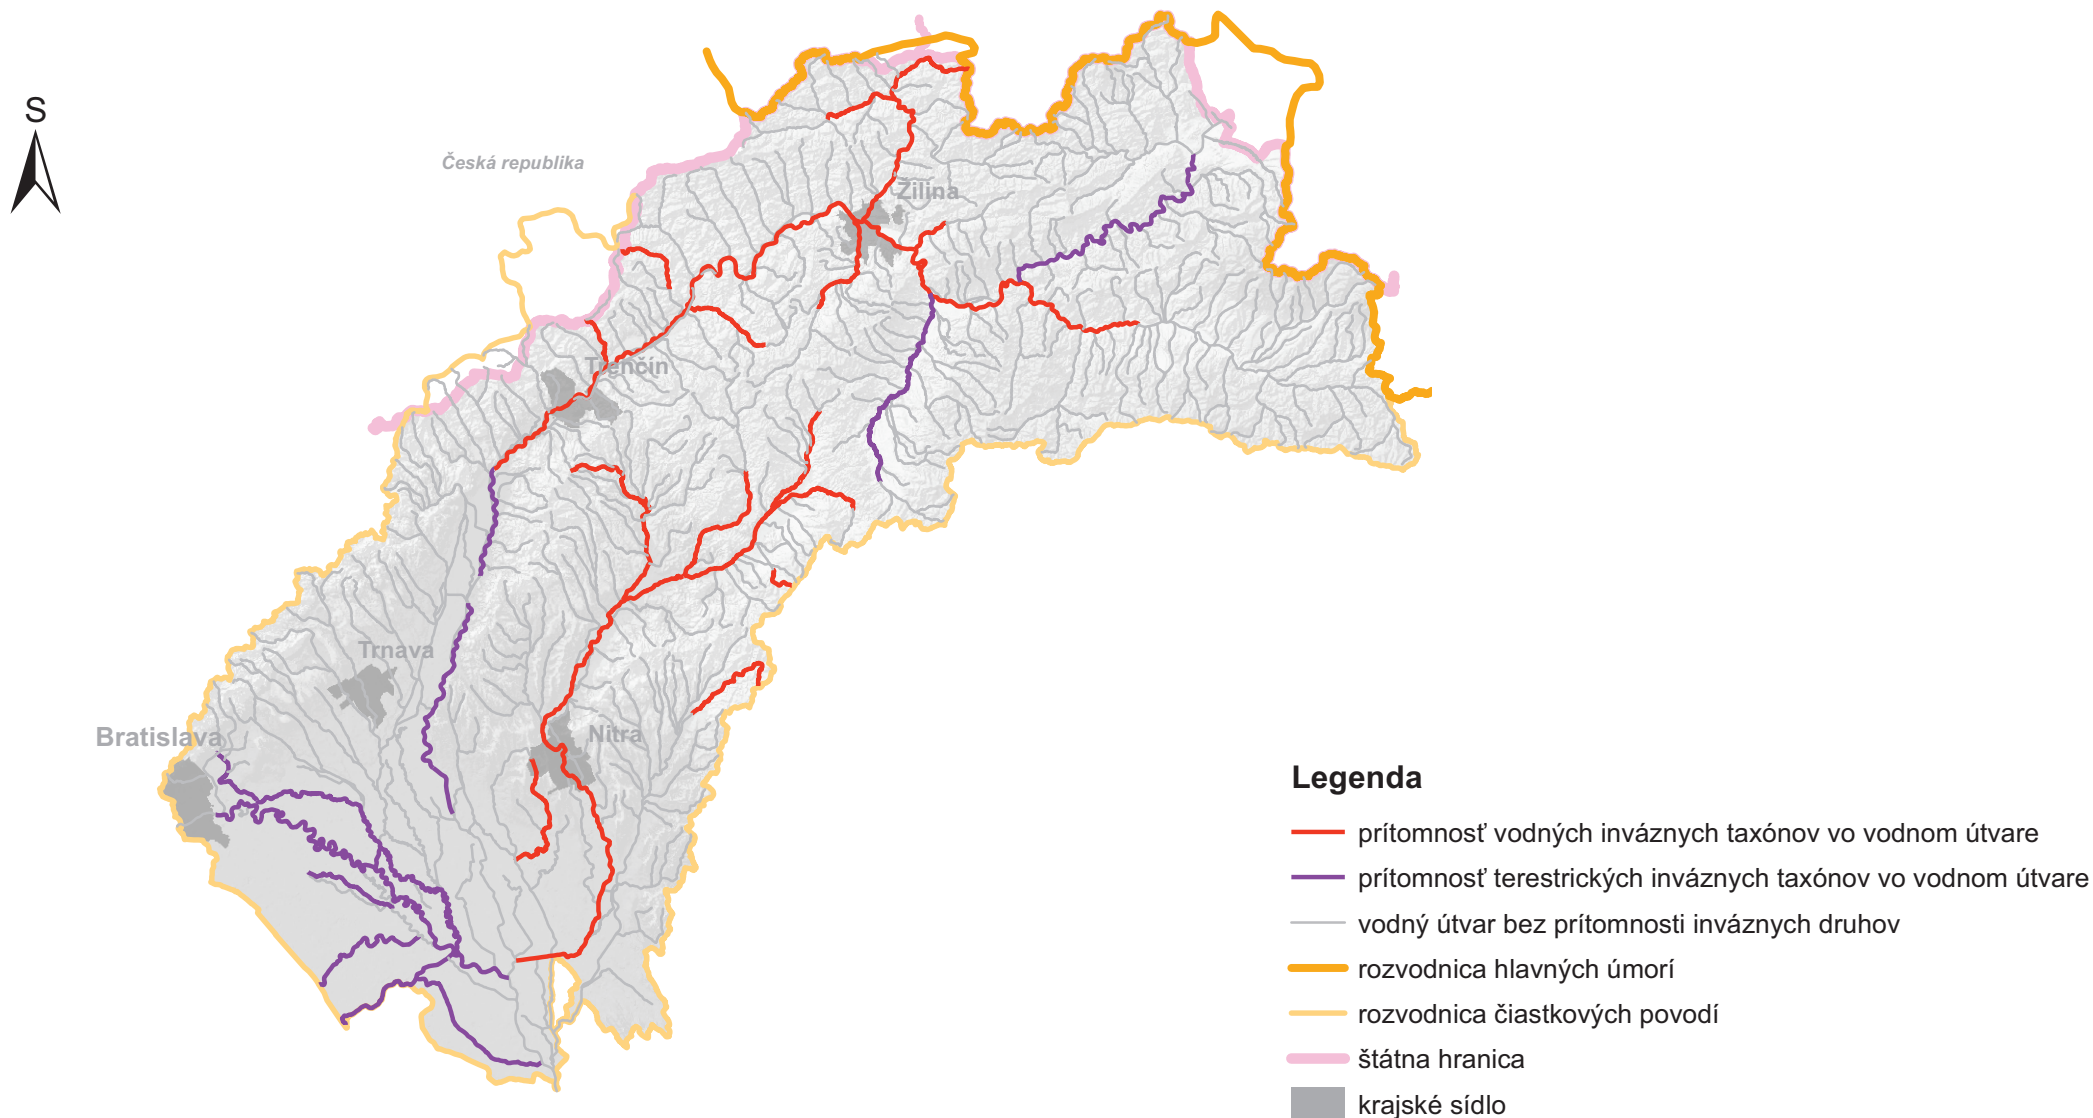 S
Česká republika
Žilina
Trenčín
Trnava
Bratislava
Nitra
Legenda
prítomnosť vodných inváznych taxónov vo vodnom útvare
prítomnosť terestrických inváznych taxónov vo vodnom útvare
vodný útvar bez prítomnosti inváznych druhov
rozvodnica hlavných úmorí
rozvodnica čiastkových povodí
štátna hranica
krajské sídlo